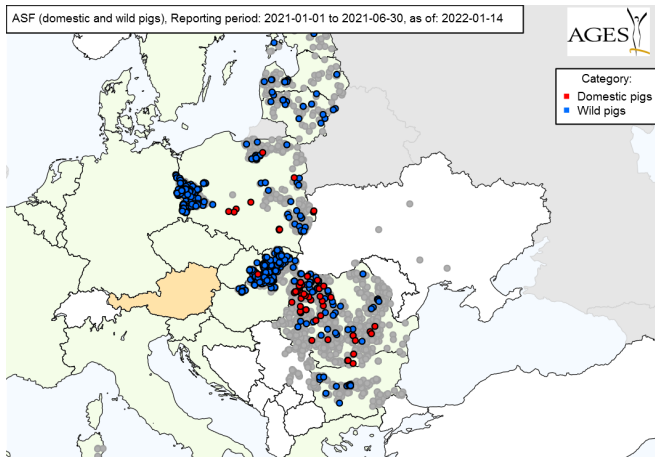 ASF (domestic and wild pigs), Reporting period: 2021-01-01 to 2021-06-30, as of: 2022-01-14
AGES
Category:
Domestic pigs
Wild pigs